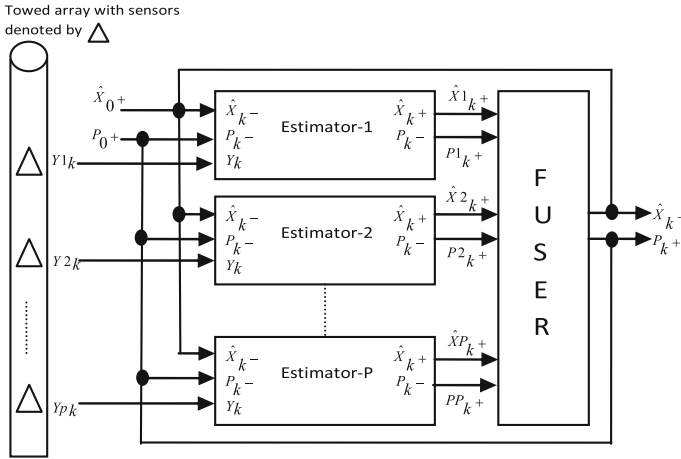 Towed array with sensors
denoted by
X̂0+
P0+
Y1k
Y2k
Ypk
X̂k−
Pk−
Yk
Estimator-1
X̂k+
Pk−
X̂1k+
P1k+
X̂k−
Pk−
Yk
Estimator-2
X̂k+
Pk−
X̂2k+
P2k+
X̂k−
Pk−
Yk
Estimator-P
X̂k+
Pk−
X̂Pk+
PPk+
F
U
S
E
R
X̂k
Pk+